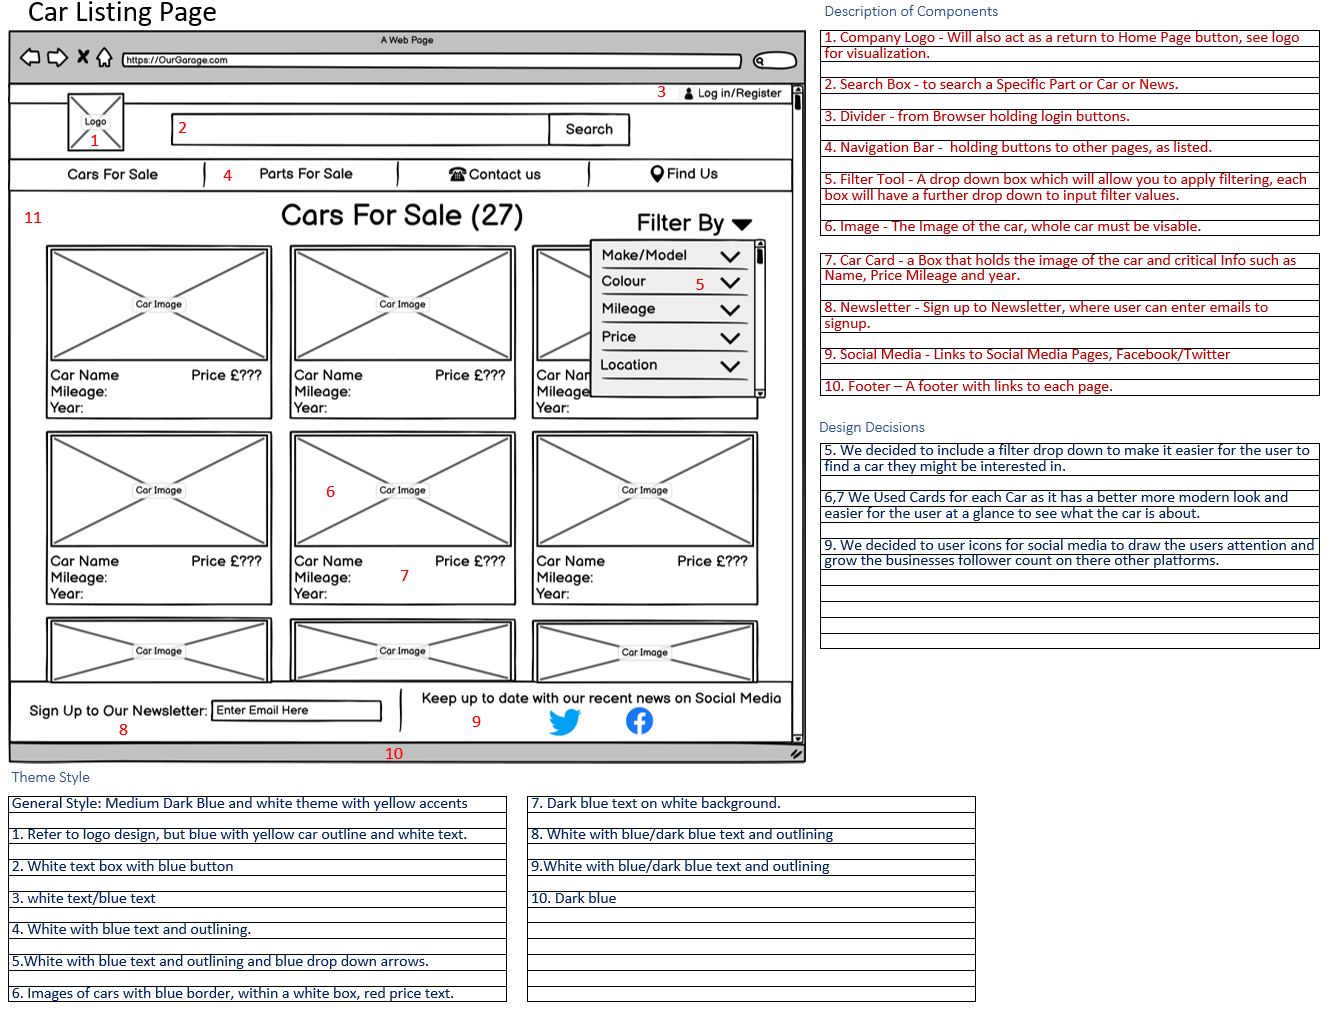 Car Listing Page
A Web Page
https://OurGarage.com
3 Log in/Register
Logo
1
2
Search
Cars For Sale
4
Parts For Sale
Contact us
Find Us
11
Cars For Sale (27)
Filter By
Make/Model
Colour
5
Mileage
Price
Location
Car Image
Car Image
Car Name Price £???
Mileage:
Year:
Car Name Price £???
Mileage:
Year:
Car Nar
Mileage
Year:
Car Image
6
Car Image
Car Image
Car Name Price £???
Mileage:
Year:
Car Name Price £???
Mileage:
7
Year:
Car Name Price £???
Mileage:
Year:
Car Image
Car Image
Car Image
Sign Up to Our Newsletter: Enter Email Here
8
Keep up to date with our recent news on Social Media
9
10
Description of Components
1. Company Logo - Will also act as a return to Home Page button, see logo
for visualization.
2. Search Box - to search a Specific Part or Car or News.
3. Divider - from Browser holding login buttons.
4. Navigation Bar -  holding buttons to other pages, as listed.
5. Filter Tool - A drop down box which will allow you to apply filtering, each
box will have a further drop down to input filter values.
6. Image - The Image of the car, whole car must be visable.
7. Car Card - a Box that holds the image of the car and critical Info such as
Name, Price Mileage and year.
8. Newsletter - Sign up to Newsletter, where user can enter emails to
signup.
9. Social Media - Links to Social Media Pages, Facebook/Twitter
10. Footer – A footer with links to each page.
Design Decisions
5. We decided to include a filter drop down to make it easier for the user to
find a car they might be interested in.
6,7 We Used Cards for each Car as it has a better more modern look and
easier for the user at a glance to see what the car is about.
9. We decided to user icons for social media to draw the users attention and
grow the businesses follower count on there other platforms.
Theme Style
General Style: Medium Dark Blue and white theme with yellow accents
1. Refer to logo design, but blue with yellow car outline and white text.
2. White text box with blue button
3. white text/blue text
4. White with blue text and outlining.
5.White with blue text and outlining and blue drop down arrows.
6. Images of cars with blue border, within a white box, red price text.
7. Dark blue text on white background.
8. White with blue/dark blue text and outlining
9.White with blue/dark blue text and outlining
10. Dark blue